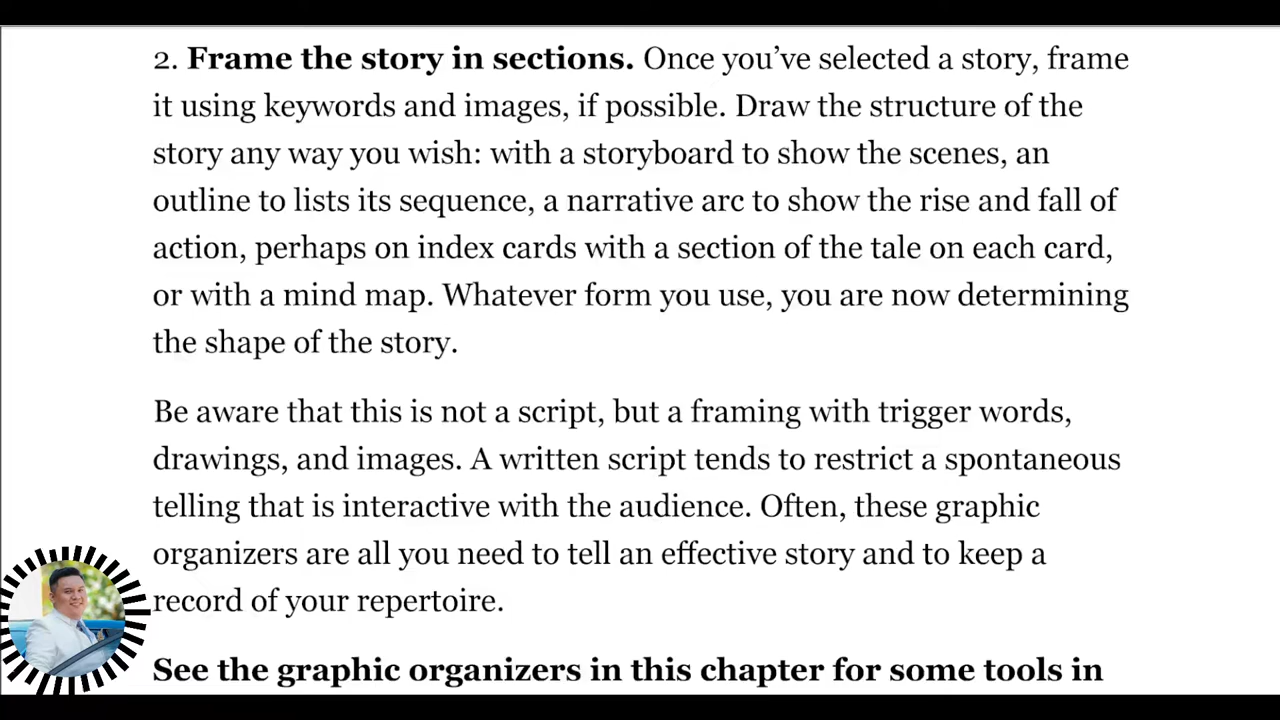 2. Frame the story in sections. Once you’ve selected a story, frame
it using keywords and images, if possible. Draw the structure of the
story any way you wish: with a storyboard to show the scenes, an
outline to lists its sequence, a narrative arc to show the rise and fall of
action, perhaps on index cards with a section of the tale on each card,
or with a mind map. Whatever form you use, you are now determining
the shape of the story.
Be aware that this is not a script, but a framing with trigger words,
drawings, and images. A written script tends to restrict a spontaneous
telling that is interactive with the audience. Often, these graphic
organizers are all you need to tell an effective story and to keep a
record of your repertoire.
See the graphic organizers in this chapter for some tools in